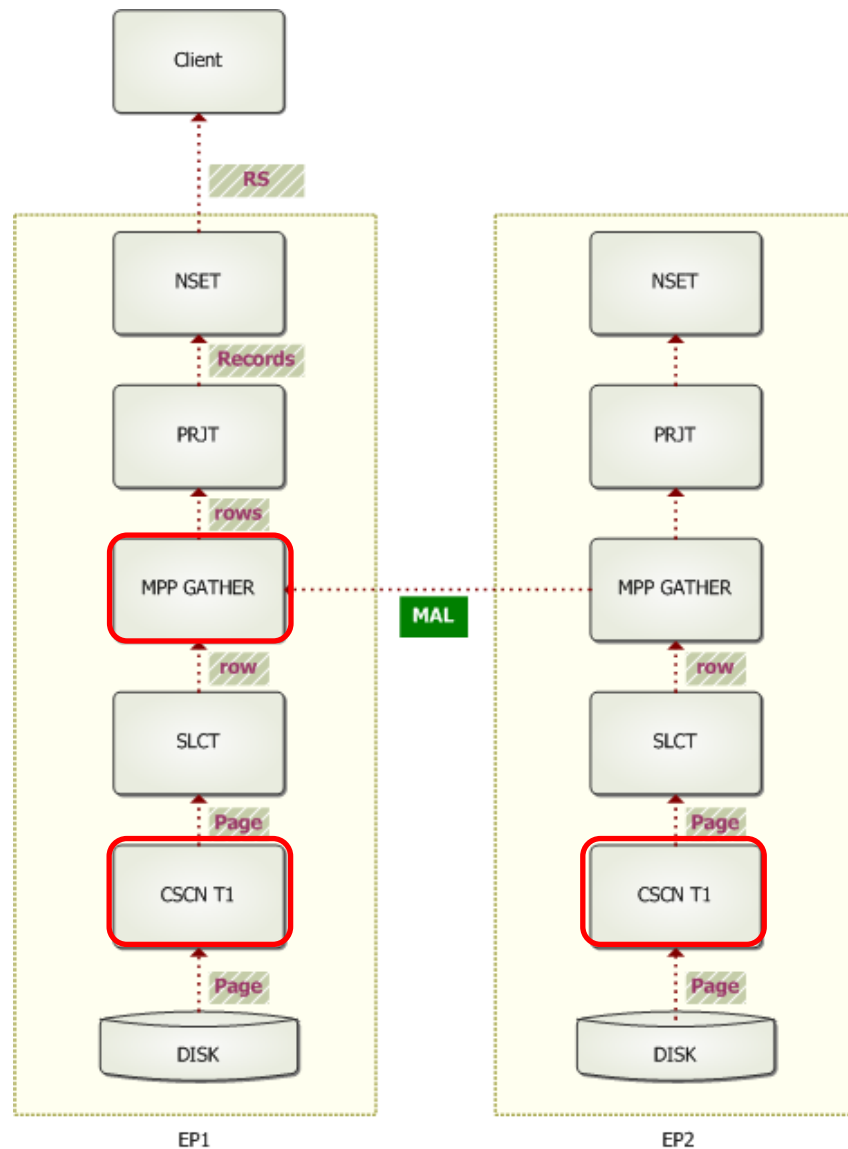 Client
RS
NSET
Records
PRJT
rows
MPP GATHER
row
SLCT
Page
CSCN T1
Page
DISK
EP1
MAL
NSET
PRJT
MPP GATHER
row
SLCT
Page
CSCN T1
Page
DISK
EP2